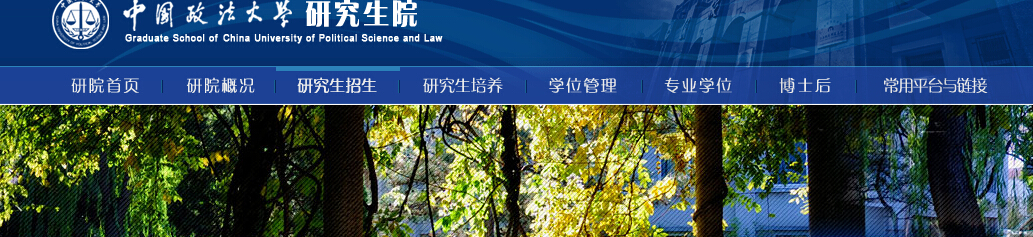 中国政法大学 研究生院
Graduate School of China University of Political Science and Law
研院首页 研院概况 研究生招生 研究生培养 学位管理 专业学位 博士后 常用平台与链接